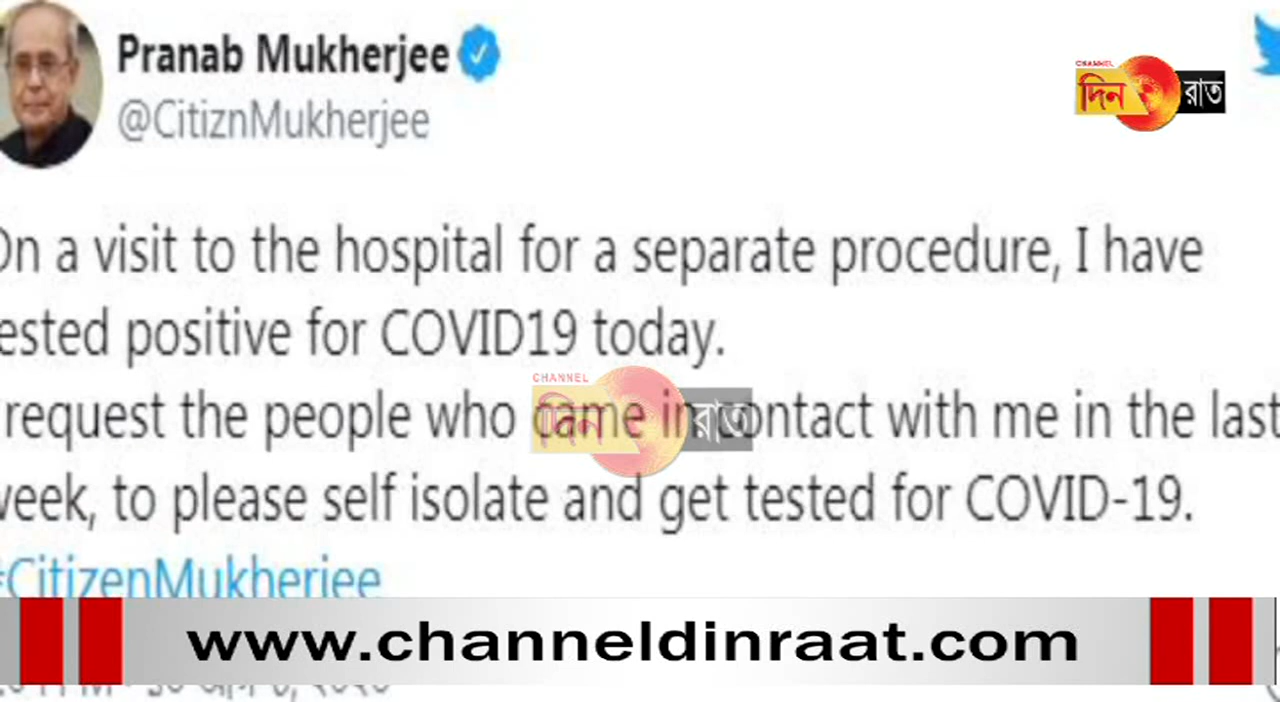 Pranab Mukherjee
@CitiznMukherjee
CHANNEL
দিন রাত
On a visit to the hospital for a separate procedure, I have
tested positive for COVID19 today.
I request the people who came in contact with me in the last
CHANNEL
দিন রাত
week, to please self isolate and get tested for COVID-19.
#CitizenMukherjee
www.channeldinraat.com